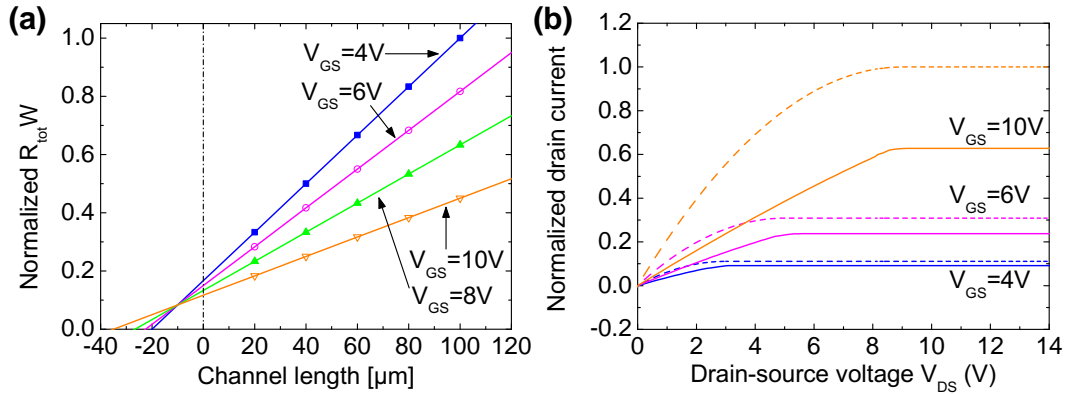 (a)
1.0
0.8
0.6
0.4
0.2
0.0
-40 -20 0 20 40 60 80 100 120
Normalized R_tot W
Channel length [µm]
V_GS=4V
V_GS=6V
V_GS=10V
V_GS=8V
(b)
1.2
1.0
0.8
0.6
0.4
0.2
0.0
-0.2
0 2 4 6 8 10 12 14
Normalized drain current
Drain-source voltage V_DS (V)
V_GS=10V
V_GS=6V
V_GS=4V